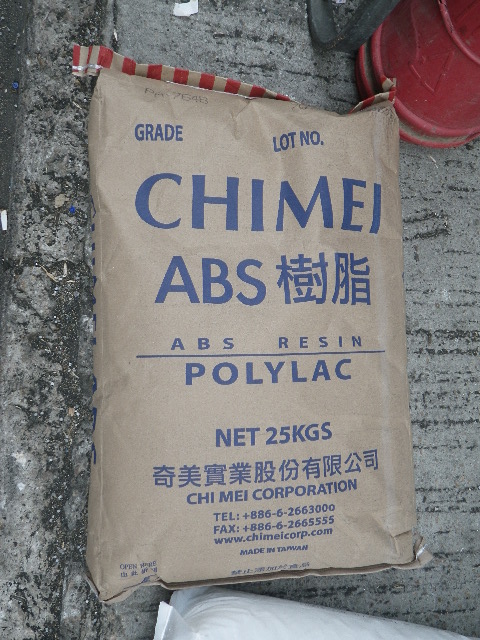 GRADE LOT NO.
CHIMEI
ABS 樹脂
ABS RESIN
POLYLAC
NET 25KGS
奇美實業股份有限公司
CHI MEI CORPORATION
TEL: +886-6-2663000
FAX: +886-6-2665555
www.chimeicorp.com
MADE IN TAIWAN
OPEN HERE